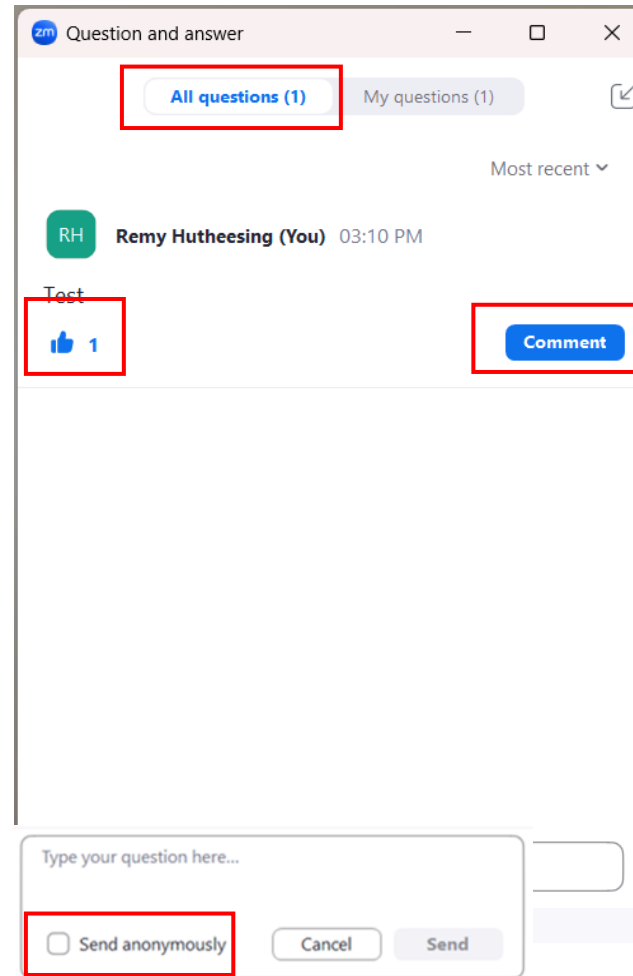 zm Question and answer
All questions (1) My questions (1)
Most recent
RH Remy Hutheesing (You) 03:10 PM
Test
1 Comment
Type your question here...
Send anonymously Cancel Send